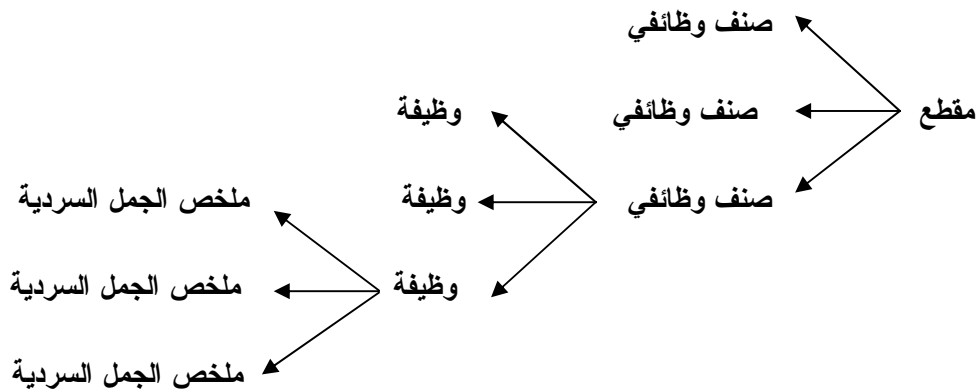 صنف وظائفي
مقطع صنف وظائفي وظيفة
صنف وظائفي وظيفة ملخص الجمل السردية
وظيفة ملخص الجمل السردية
ملخص الجمل السردية